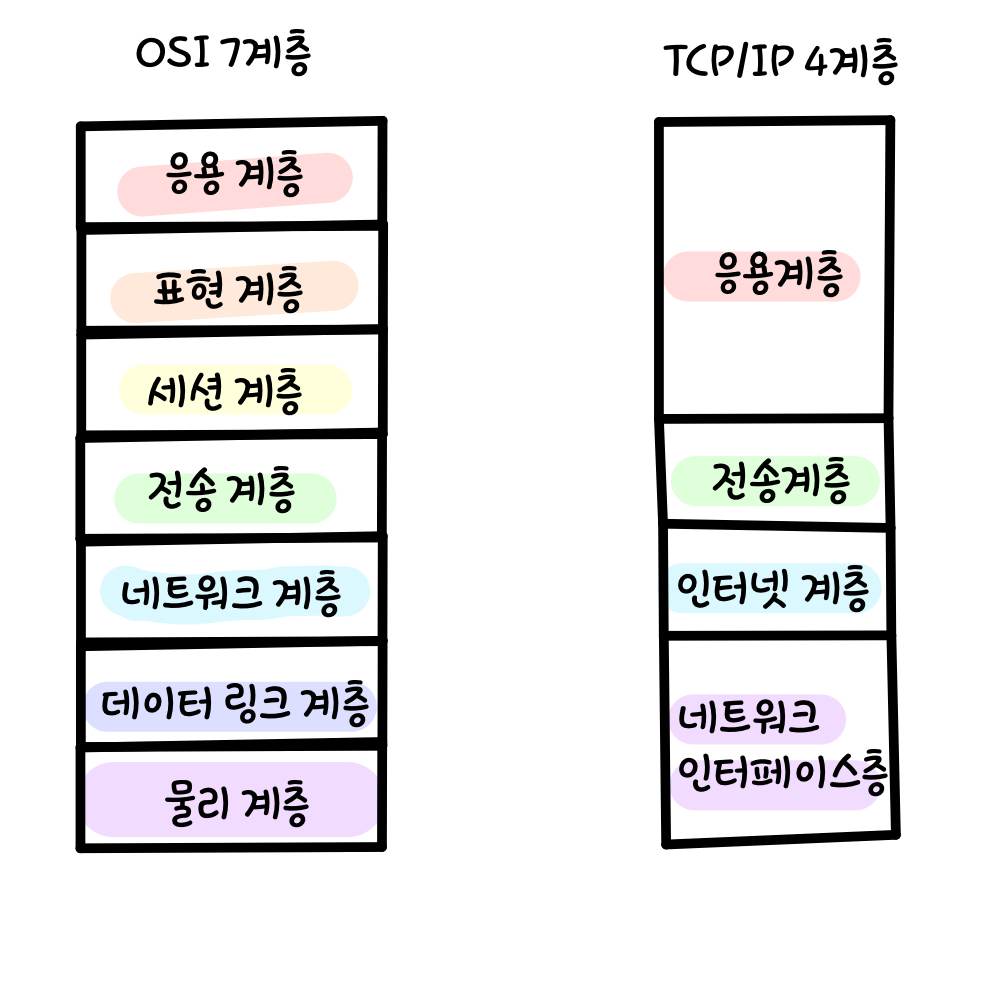 OSI 7계층
응용 계층
표현 계층
세션 계층
전송 계층
네트워크 계층
데이터 링크 계층
물리 계층
TCP/IP 4계층
응용계층
전송계층
인터넷 계층
네트워크
인터페이스층